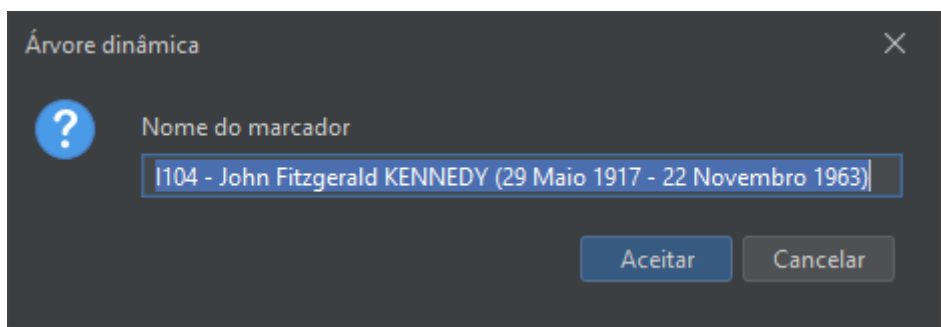 Árvore dinâmica
Nome do marcador
I104 - John Fitzgerald KENNEDY (29 Maio 1917 - 22 Novembro 1963)
Aceitar
Cancelar